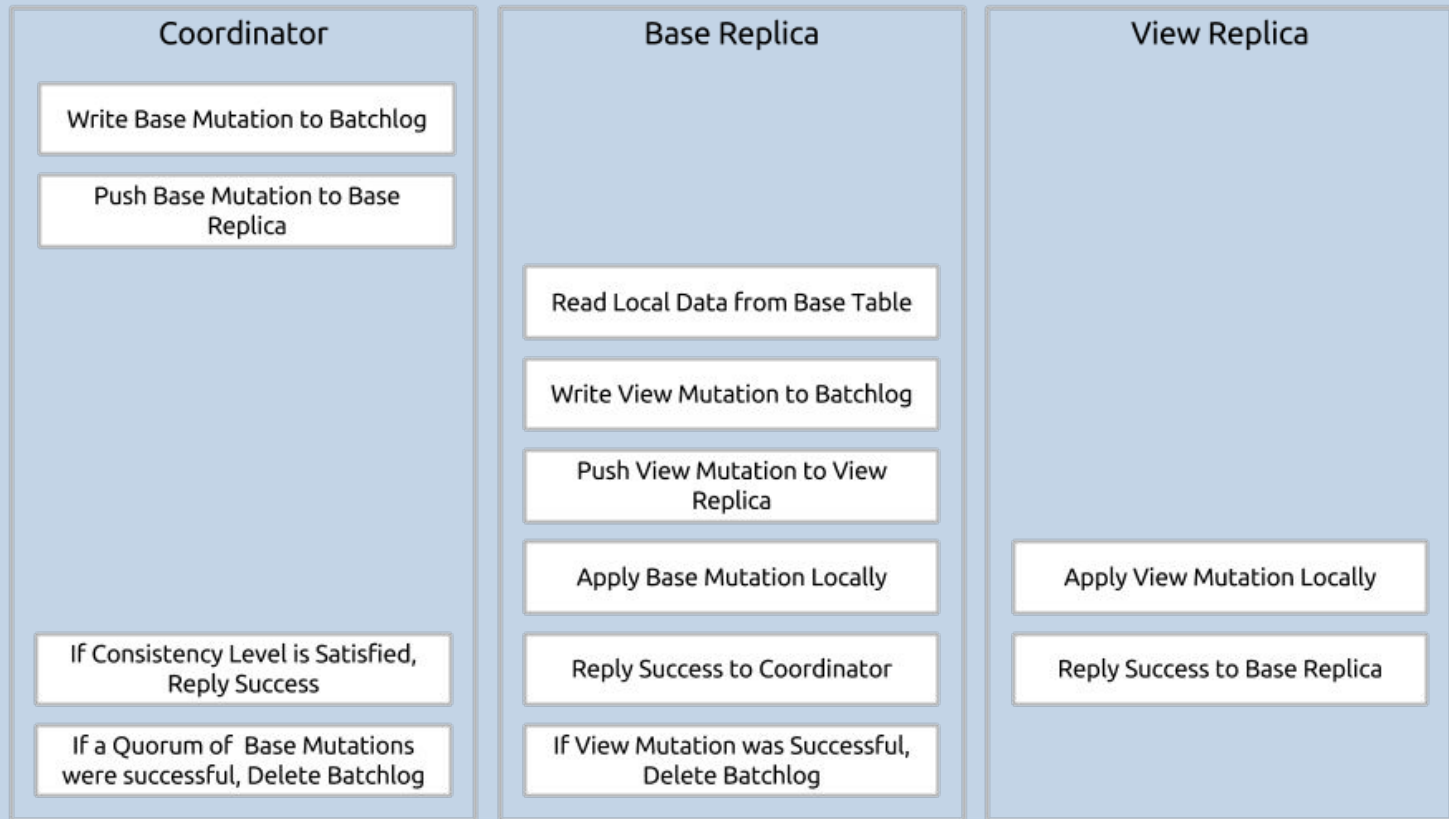 Coordinator
Write Base Mutation to Batchlog
Push Base Mutation to Base
Replica
If Consistency Level is Satisfied,
Reply Success
If a Quorum of Base Mutations
were successful, Delete Batchlog
Base Replica
Read Local Data from Base Table
Write View Mutation to Batchlog
Push View Mutation to View
Replica
Apply Base Mutation Locally
Reply Success to Coordinator
If View Mutation was Successful,
Delete Batchlog
View Replica
Apply View Mutation Locally
Reply Success to Base Replica